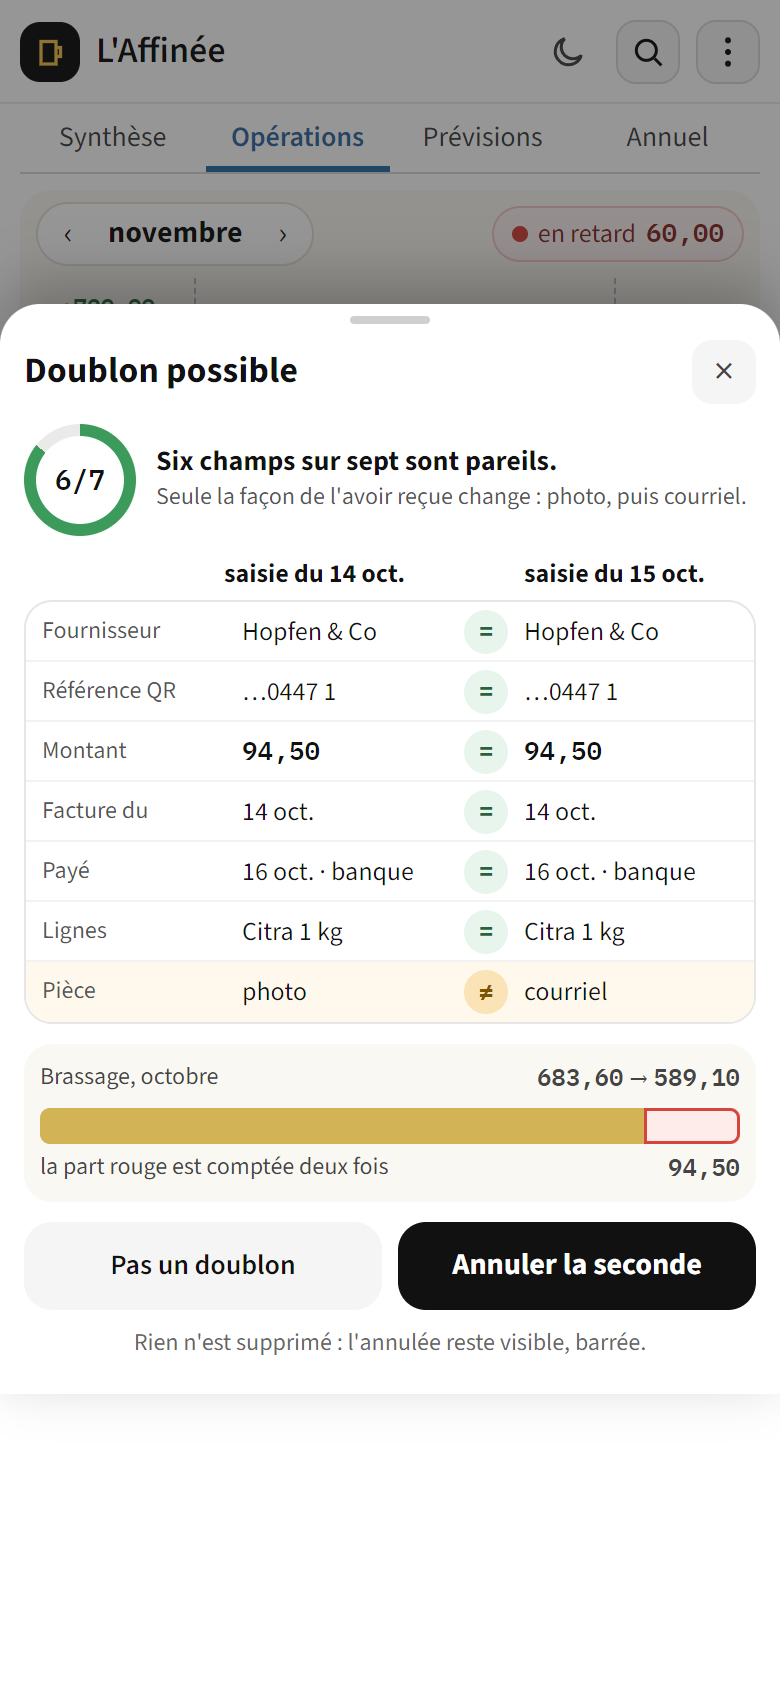 L'Affinée
Synthèse Opérations Prévisions Annuel
‹ novembre › en retard 60,00
Doublon possible ×
6/7
Six champs sur sept sont pareils.
Seule la façon de l'avoir reçue change : photo, puis courriel.
saisie du 14 oct. saisie du 15 oct.
Fournisseur Hopfen & Co = Hopfen & Co
Référence QR …0447 1 = …0447 1
Montant 94,50 = 94,50
Facture du 14 oct. = 14 oct.
Payé 16 oct. · banque = 16 oct. · banque
Lignes Citra 1 kg = Citra 1 kg
Pièce photo ≠ courriel
Brassage, octobre 683,60 → 589,10
la part rouge est comptée deux fois 94,50
Pas un doublon Annuler la seconde
Rien n'est supprimé : l'annulée reste visible, barrée.